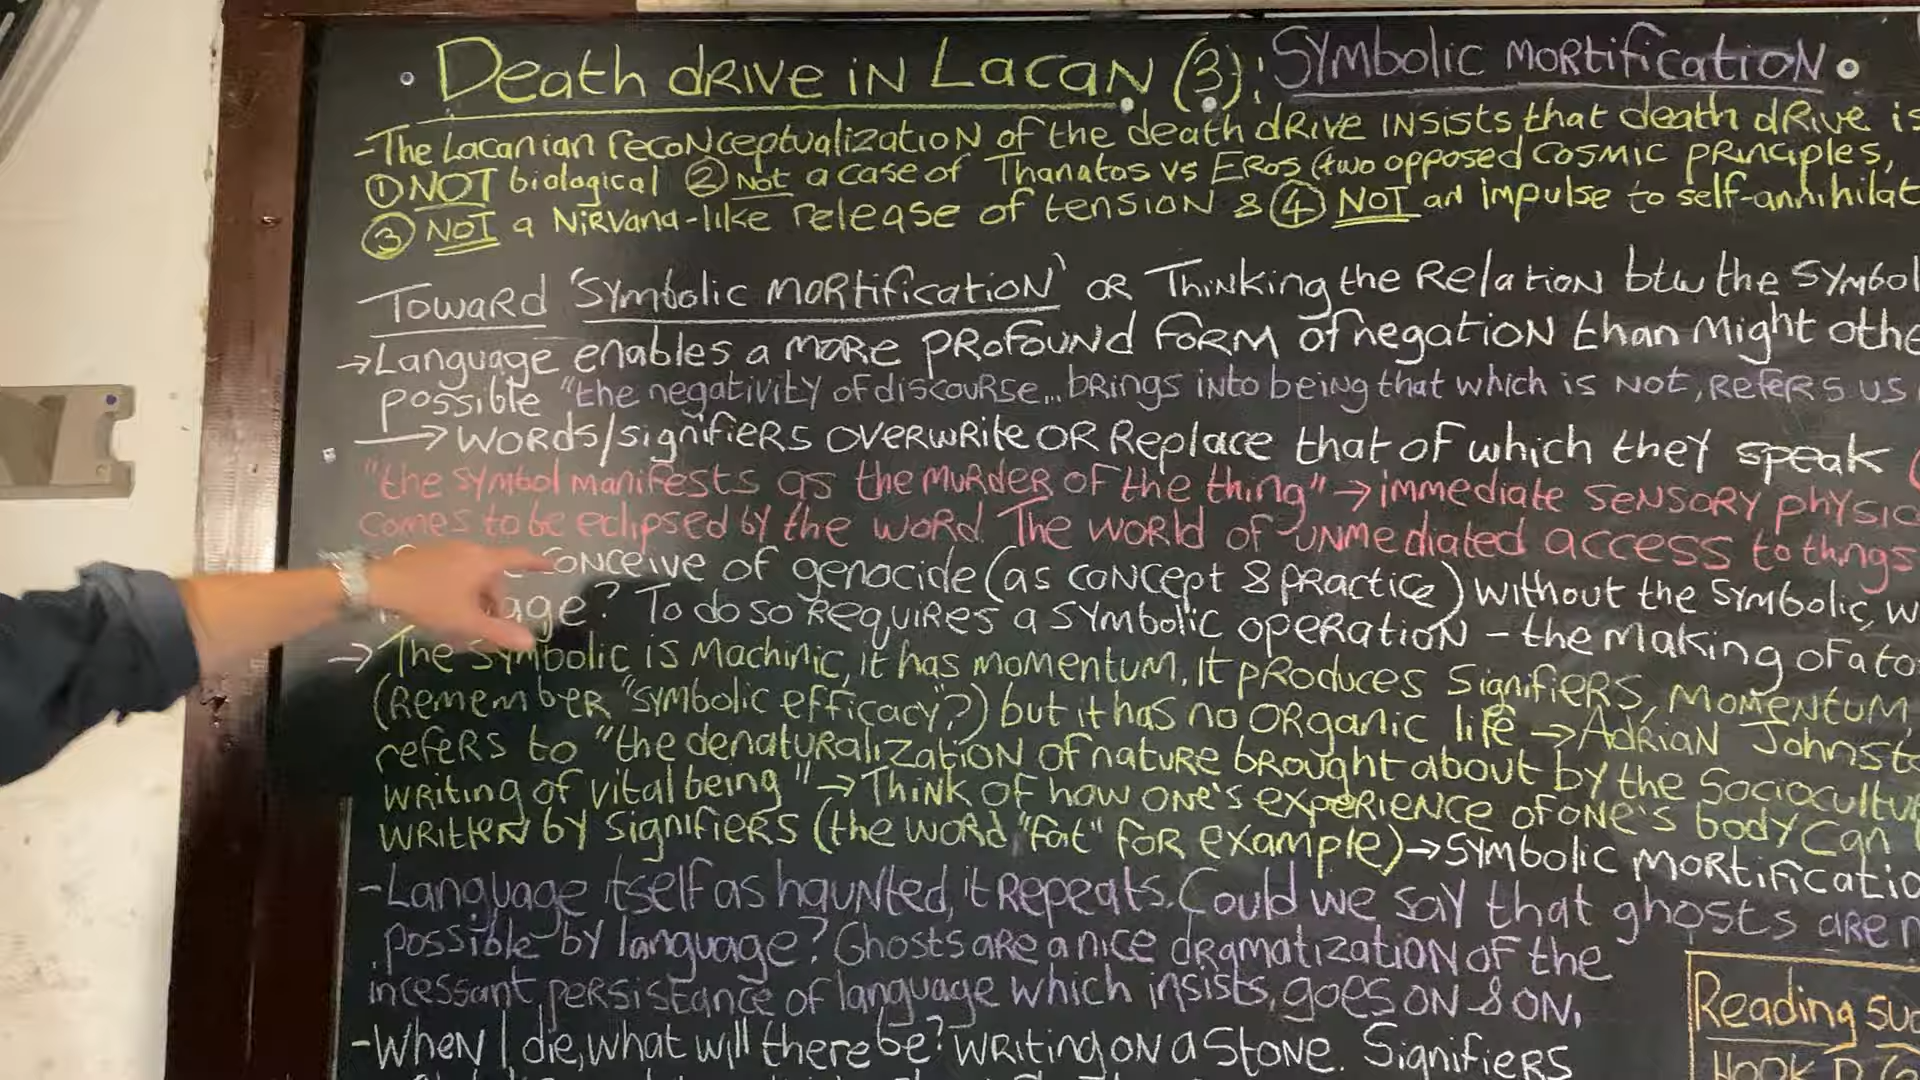 Death drive in Lacan (3): Symbolic mortification
-The Lacanian reconceptualization of the death drive insists that death drive is
① NOT biological ② Not a case of Thanatos vs Eros (two opposed cosmic principles,
③ NOT a Nirvana-like release of tension & ④ NOT an impulse to self-annihilat
Toward 'symbolic mortification' or Thinking the Relation btw the Symbol
→Language enables a more profound form of negation than might othe
possible "the negativity of discourse... brings into being that which is not, refers us
→ words/signifiers overwrite or Replace that of which they speak (
"the symbol manifests as the murder of the thing" → immediate sensory physic
comes to be eclipsed by the word. The world of unmediated access to things
conceive of genocide (as concept & practice) without the symbolic, w
age? To do so requires a symbolic operation – the making of a to
→ The symbolic is machinic, it has momentum, it produces signifiers, momentum,
(remember "symbolic efficacy"?) but it has no organic life → Adrian Johnst
refers to "the denaturalization of nature brought about by the sociocultu
writing of vital being" → Think of how one's experience of one's body can
written by signifiers (the word "fat" for example) → symbolic mortificatio
-Language itself as haunted, it repeats. Could we say that ghosts are m
possible by language? Ghosts are a nice dramatization of the
incessant persistance of language which insists, goes on & on,
-When I die, what will there be? writing on a stone. Signifiers
Reading sug
Hook D